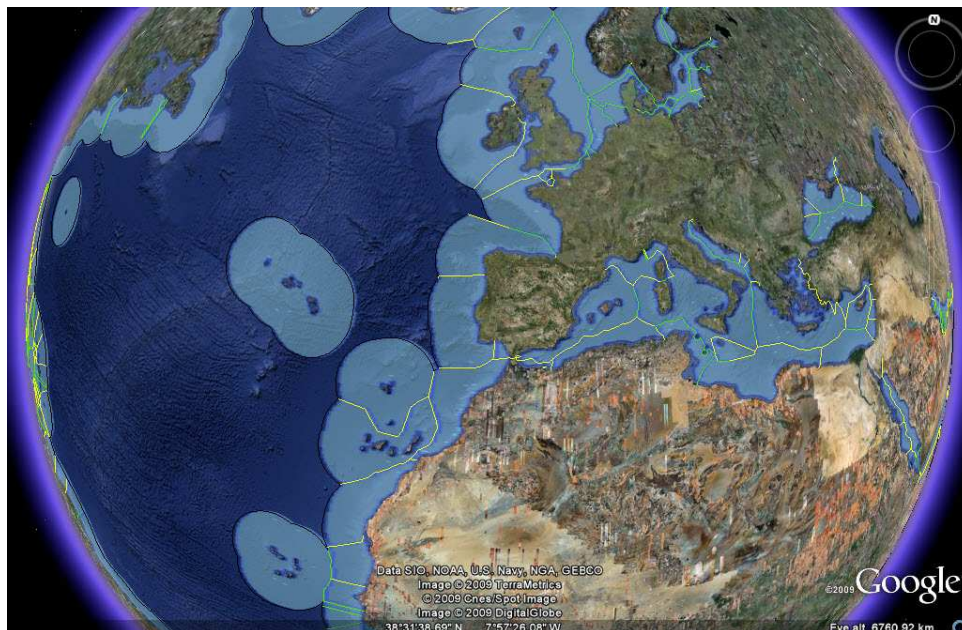 N
Data SIO, NOAA, U.S. Navy, NGA, GEBCO
Image © 2009 TerraMetrics
© 2009 Cnes/Spot Image
Image © 2009 DigitalGlobe
©2009 Google
38°31'38.69" N 7°57'26.08" W
Eye alt 6760.92 km